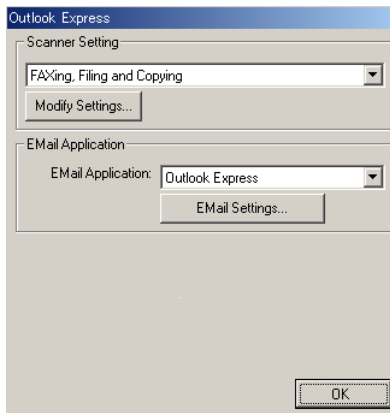 Outlook Express
Scanner Setting
FAXing, Filing and Copying
Modify Settings...
EMail Application
EMail Application: Outlook Express
EMail Settings...
OK